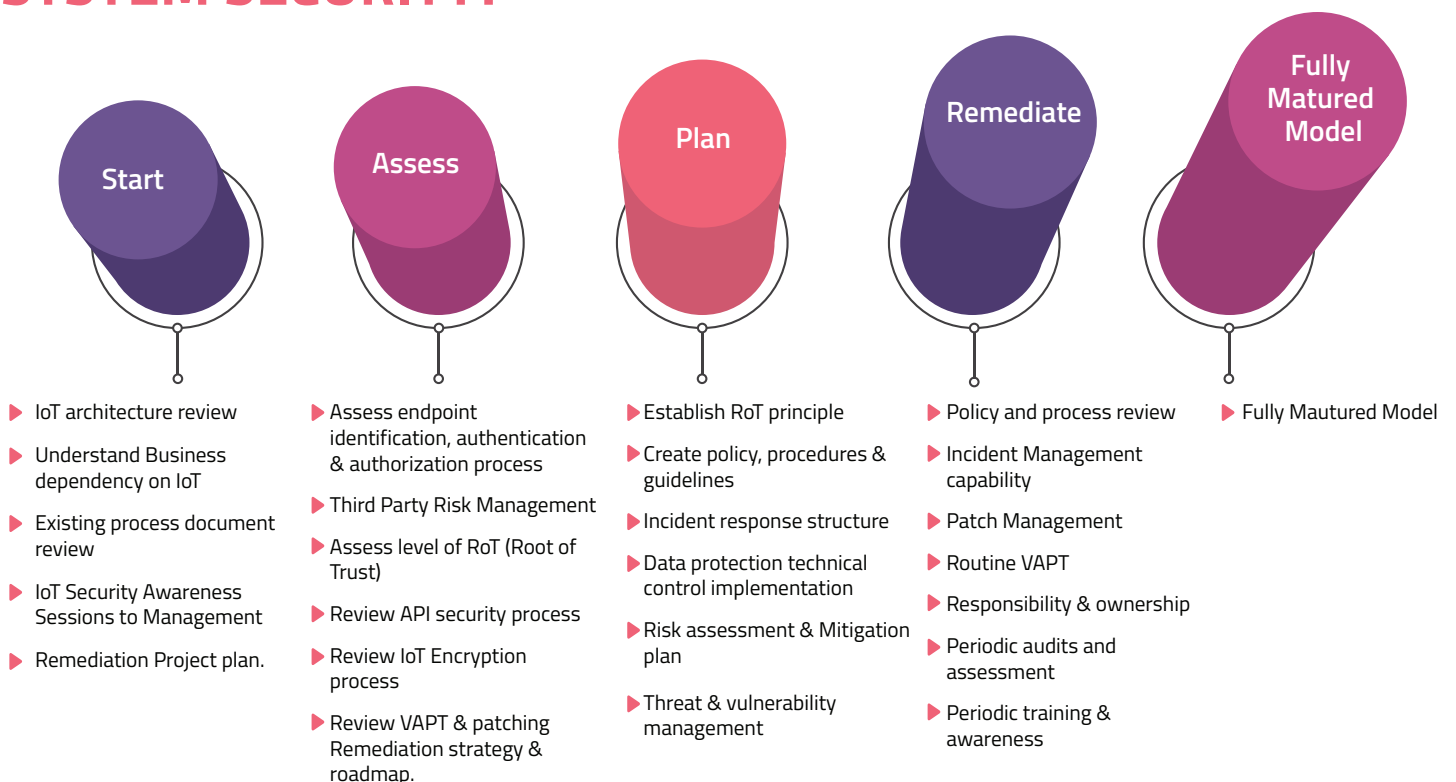 SYSTEM SECURITY?
Start
Assess
Plan
Remediate
Fully
Matured
Model
IoT architecture review
Understand Business
dependency on IoT
Existing process document
review
IoT Security Awareness
Sessions to Management
Remediation Project plan.
Assess endpoint
identification, authentication
& authorization process
Third Party Risk Management
Assess level of RoT (Root of
Trust)
Review API security process
Review IoT Encryption
process
Review VAPT & patching
Remediation strategy &
roadmap.
Establish RoT principle
Create policy, procedures &
guidelines
Incident response structure
Data protection technical
control implementation
Risk assessment & Mitigation
plan
Threat & vulnerability
management
Policy and process review
Incident Management
capability
Patch Management
Routine VAPT
Responsibility & ownership
Periodic audits and
assessment
Periodic training &
awareness
Fully Mautured Model